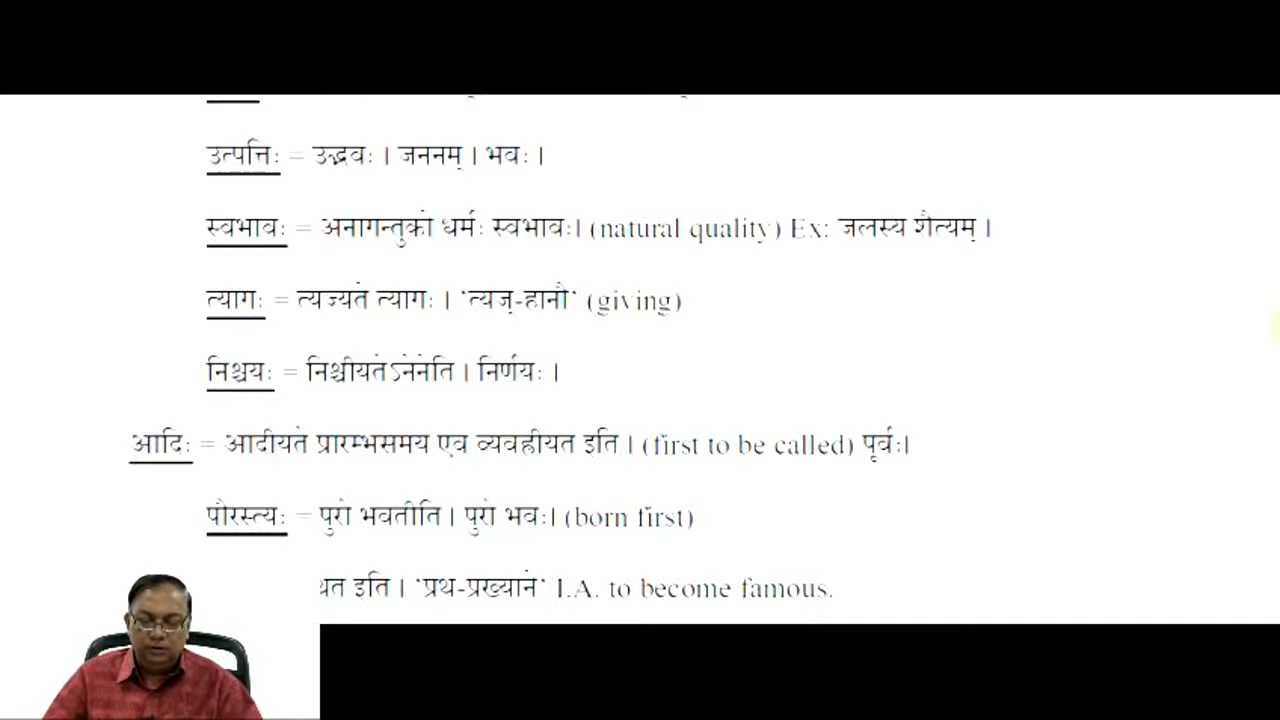 उत्पत्तिः = उद्भवः । जननम् । भवः ।
स्वभावः = अनागन्तुको धर्मः स्वभावः। (natural quality) Ex: जलस्य शैत्यम् ।
त्यागः = त्यज्यते त्यागः । 'त्यज्-हानौ' (giving)
निश्चयः = निश्चीयतेऽनेनेति । निर्णयः ।
आदिः = आदीयते प्रारम्भसमय एव व्यवह्रीयत इति । (first to be called) पूर्वः।
पौरस्त्यः = पुरो भवतीति । पुरो भवः। (born first)
थत इति । 'प्रथ-प्रख्याने' I.A. to become famous.